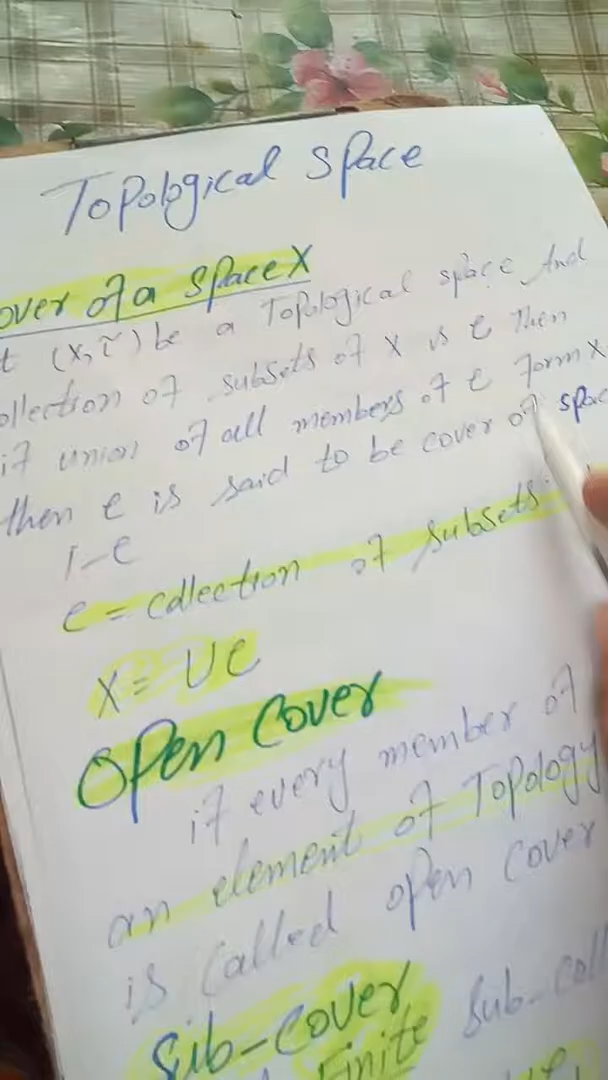 Topological space
over of a space X
t (X, τ) be a Topological space And
ollection of subsets of X is C Then
if union of all members of C form X
then C is said to be cover of spac
i-e
C = collection of subsets
X = UC
Open Cover
if every member of
an element of Topology
is called open cover
Sub-Cover
Finite sub-coll